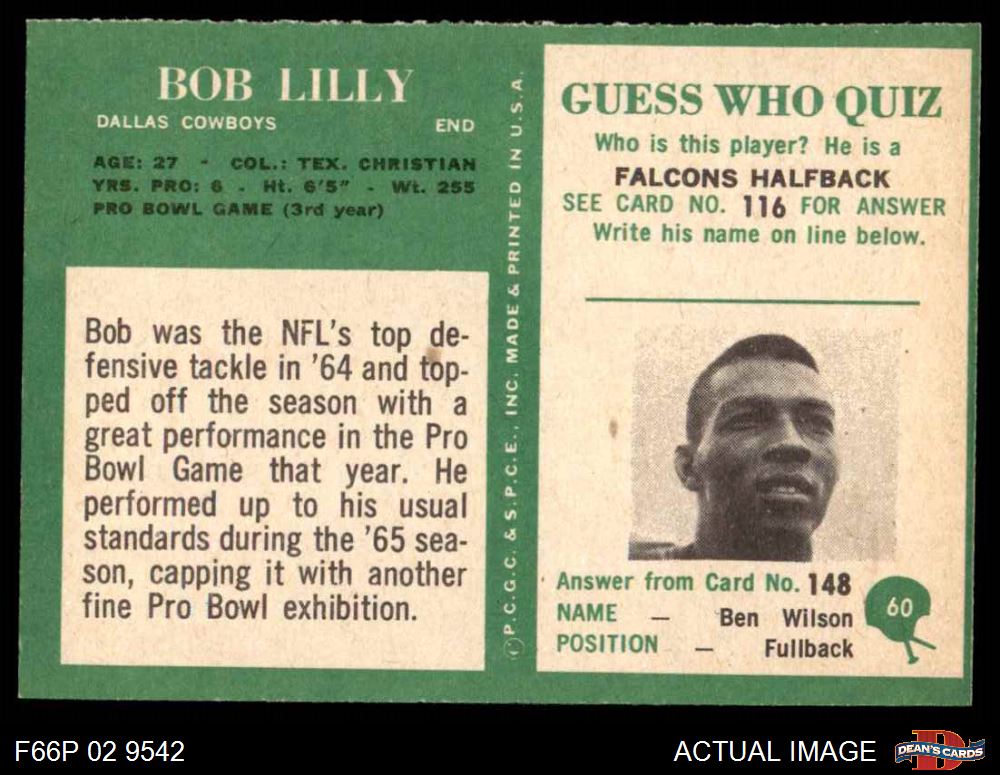 BOB LILLY
DALLAS COWBOYS END
AGE: 27 - COL.: TEX. CHRISTIAN
YRS. PRO: 6 - Ht. 6'5" - Wt. 255
PRO BOWL GAME (3rd year)
Bob was the NFL's top de-
fensive tackle in '64 and top-
ped off the season with a
great performance in the Pro
Bowl Game that year. He
performed up to his usual
standards during the '65 sea-
son, capping it with another
fine Pro Bowl exhibition.
© P.C.G.C. & S.P.C.E., INC. MADE & PRINTED IN U.S.A.
GUESS WHO QUIZ
Who is this player? He is a
FALCONS HALFBACK
SEE CARD NO. 116 FOR ANSWER
Write his name on line below.
Answer from Card No. 148
NAME — Ben Wilson
POSITION — Fullback
60
F66P 02 9542
ACTUAL IMAGE
D
DEAN'S CARDS